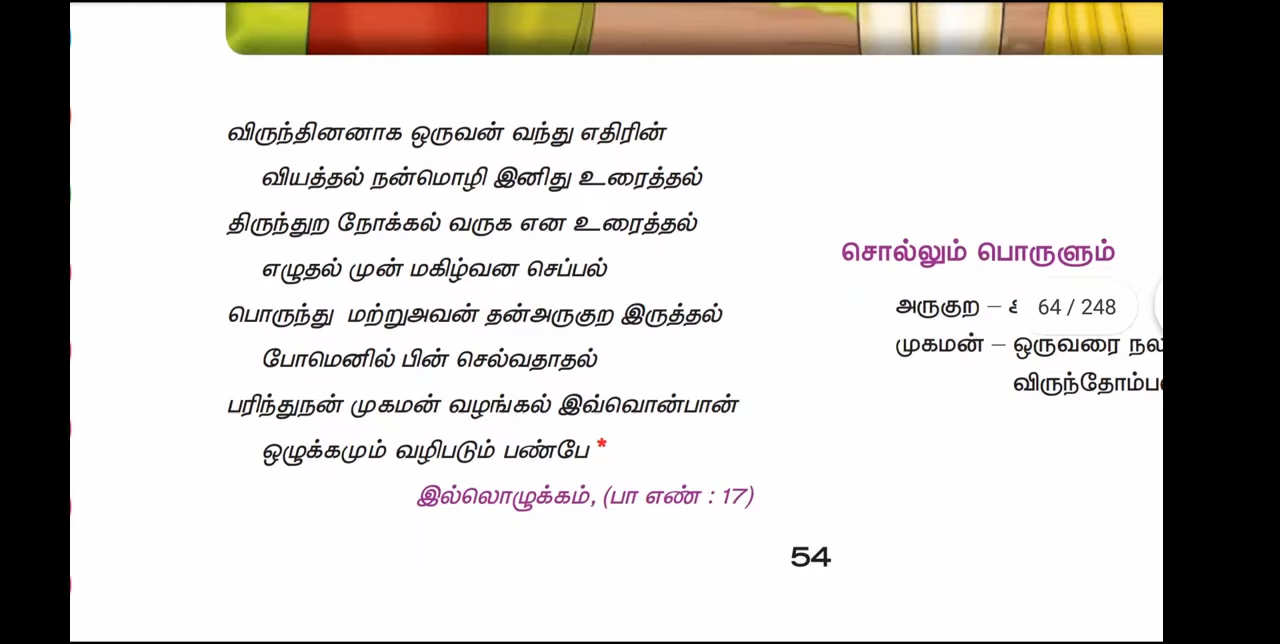 விருந்தினனாக ஒருவன் வந்து எதிரின்
வியத்தல் நன்மொழி இனிது உரைத்தல்
திருந்துற நோக்கல் வருக என உரைத்தல்
எழுதல் முன் மகிழ்வன செப்பல்
பொருந்து மற்றுஅவன் தன்அருகுற இருத்தல்
போமெனில் பின் செல்வதாதல்
பரிந்துநன் முகமன் வழங்கல் இவ்வொன்பான்
ஒழுக்கமும் வழிபடும் பண்பே *
இல்லொழுக்கம், (பா எண் : 17)
சொல்லும் பொருளும்
அருகுற –
64 / 248
முகமன் – ஒருவரை
54